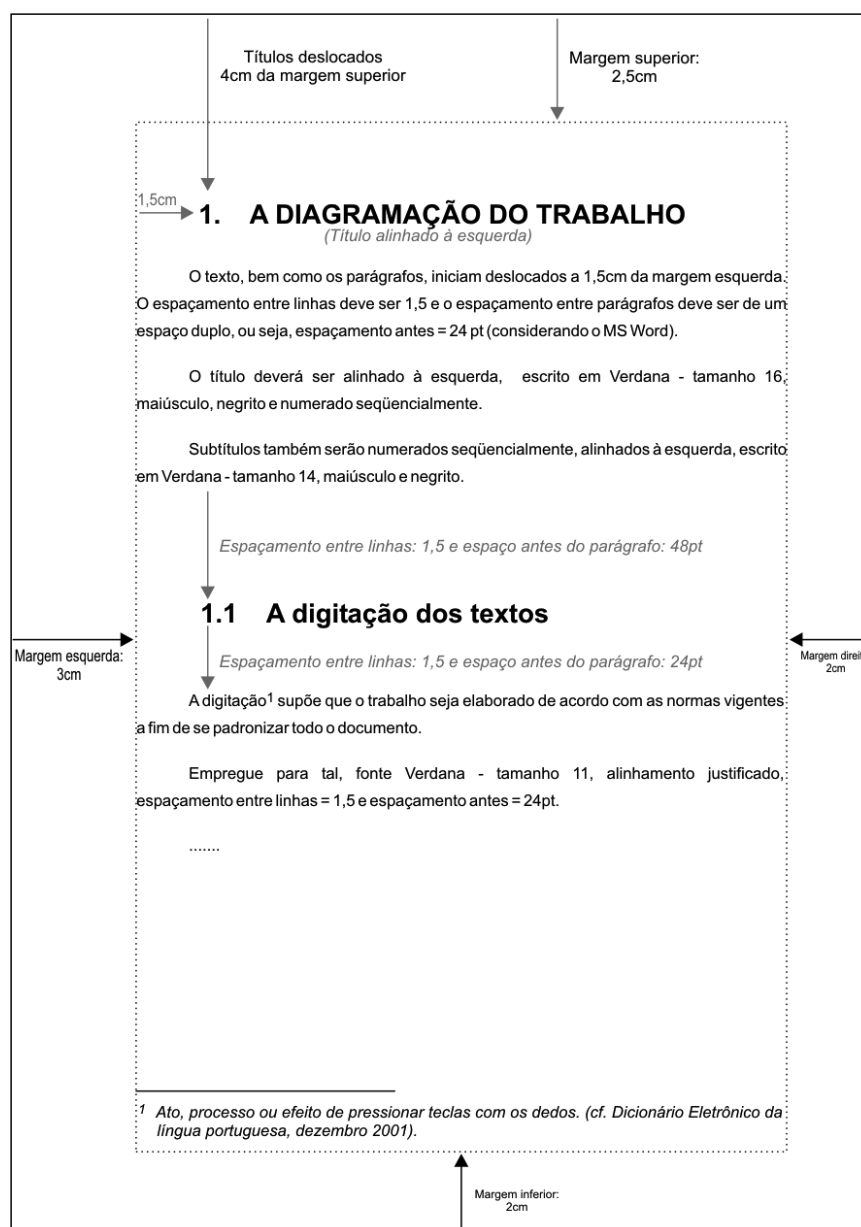 Títulos deslocados
4cm da margem superior
Margem superior:
2,5cm
1,5cm
1. A DIAGRAMAÇÃO DO TRABALHO
(Título alinhado à esquerda)
O texto, bem como os parágrafos, iniciam deslocados a 1,5cm da margem esquerda.
O espaçamento entre linhas deve ser 1,5 e o espaçamento entre parágrafos deve ser de um
espaço duplo, ou seja, espaçamento antes = 24 pt (considerando o MS Word).
O título deverá ser alinhado à esquerda, escrito em Verdana - tamanho 16,
maiúsculo, negrito e numerado seqüencialmente.
Subtítulos também serão numerados seqüencialmente, alinhados à esquerda, escrito
em Verdana - tamanho 14, maiúsculo e negrito.
Espaçamento entre linhas: 1,5 e espaço antes do parágrafo: 48pt
1.1 A digitação dos textos
Margem esquerda:
3cm
Espaçamento entre linhas: 1,5 e espaço antes do parágrafo: 24pt
Margem direit
2cm
A digitação¹ supõe que o trabalho seja elaborado de acordo com as normas vigentes
a fim de se padronizar todo o documento.
Empregue para tal, fonte Verdana - tamanho 11, alinhamento justificado,
espaçamento entre linhas = 1,5 e espaçamento antes = 24pt.
.......
1 Ato, processo ou efeito de pressionar teclas com os dedos. (cf. Dicionário Eletrônico da
língua portuguesa, dezembro 2001).
Margem inferior:
2cm